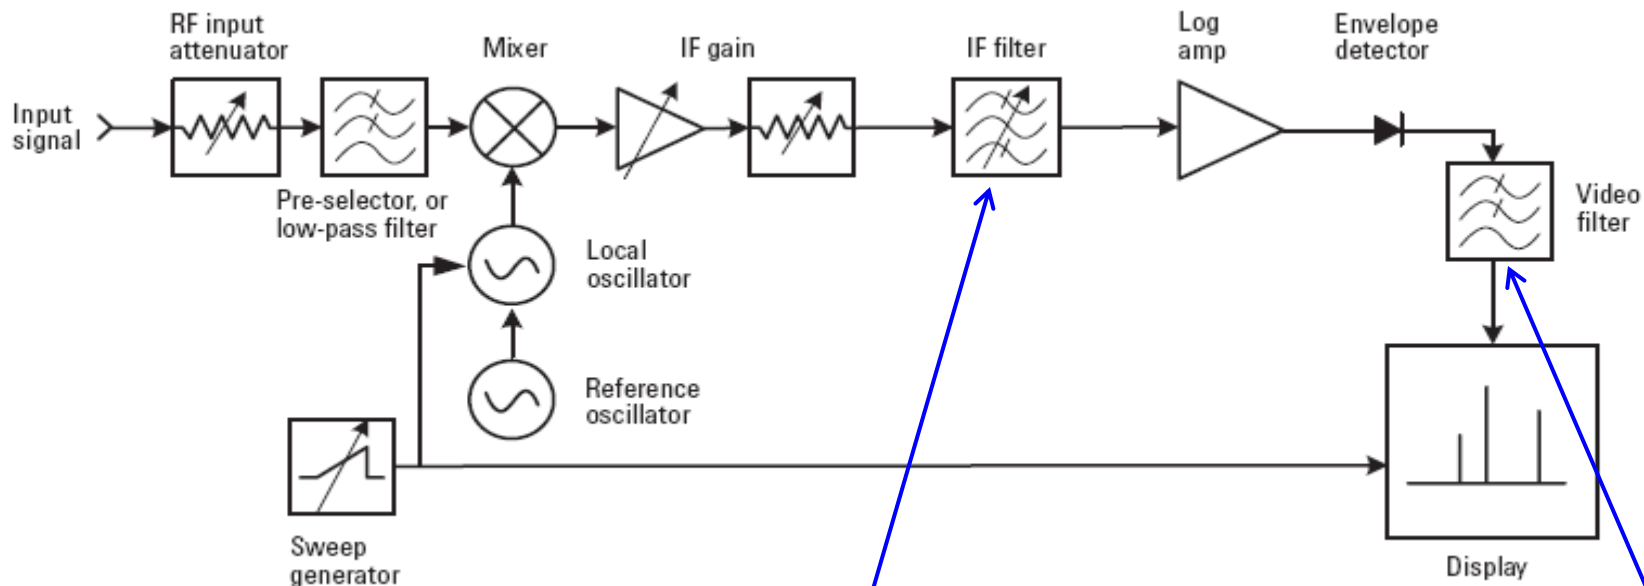 RF input
attenuator
Mixer
IF gain
IF filter
Log
amp
Envelope
detector
Input
signal
Pre-selector, or
low-pass filter
Video
filter
Local
oscillator
Reference
oscillator
Sweep
generator
Display